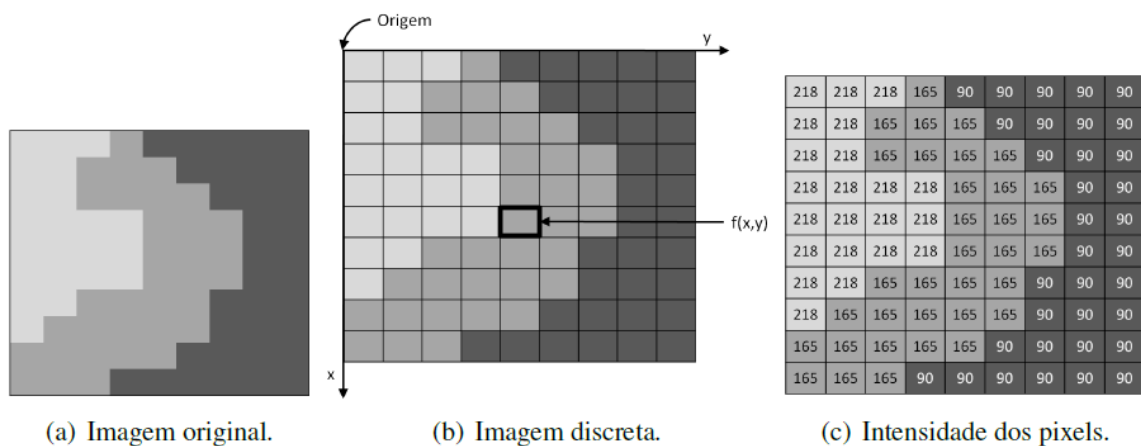 Origem
y
x
f(x,y)
218 218 218 165 90 90 90 90 90
218 218 165 165 165 90 90 90 90
218 218 165 165 165 165 90 90 90
218 218 218 218 165 165 165 90 90
218 218 218 218 165 165 165 90 90
218 218 218 218 165 165 165 90 90
218 218 165 165 165 165 90 90 90
218 165 165 165 165 165 90 90 90
165 165 165 165 165 90 90 90 90
165 165 165 90 90 90 90 90 90
(a) Imagem original.
(b) Imagem discreta.
(c) Intensidade dos pixels.